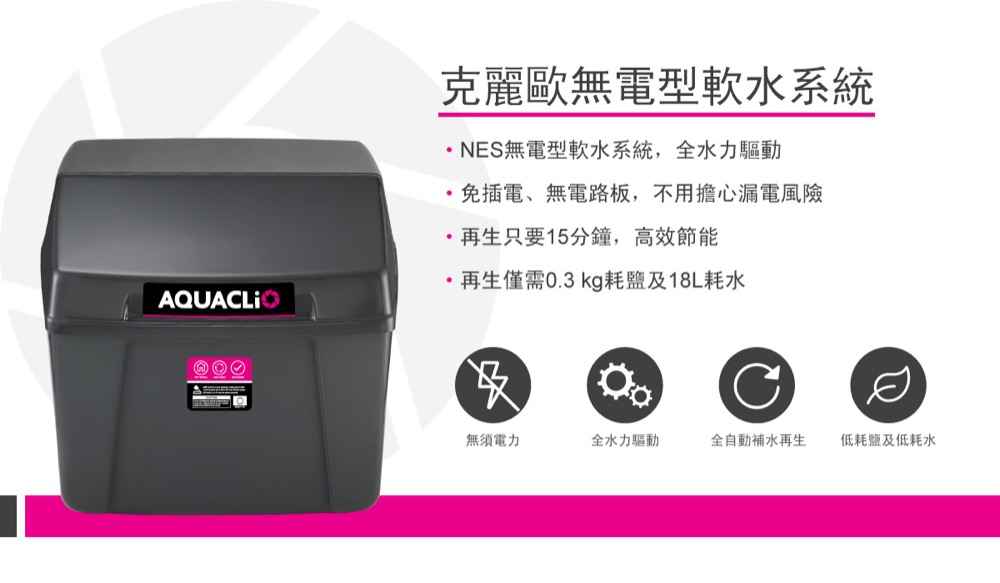 克麗歐無電型軟水系統
• NES無電型軟水系統，全水力驅動
• 免插電、無電路板，不用擔心漏電風險
• 再生只要15分鐘，高效節能
• 再生僅需0.3 kg耗鹽及18L耗水
AQUACLiO
無須電力
全水力驅動
全自動補水再生
低耗鹽及低耗水